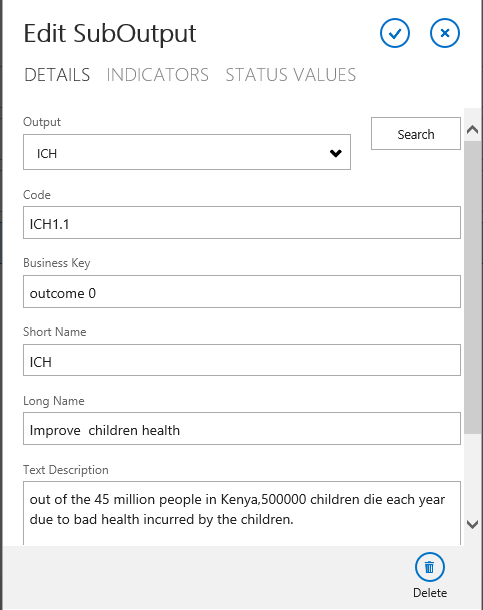 Edit SubOutput
DETAILS INDICATORS STATUS VALUES
Output
ICH
Search
Code
ICH1.1
Business Key
outcome 0
Short Name
ICH
Long Name
Improve  children health
Text Description
out of the 45 million people in Kenya,500000 children die each year
due to bad health incurred by the children.
Delete